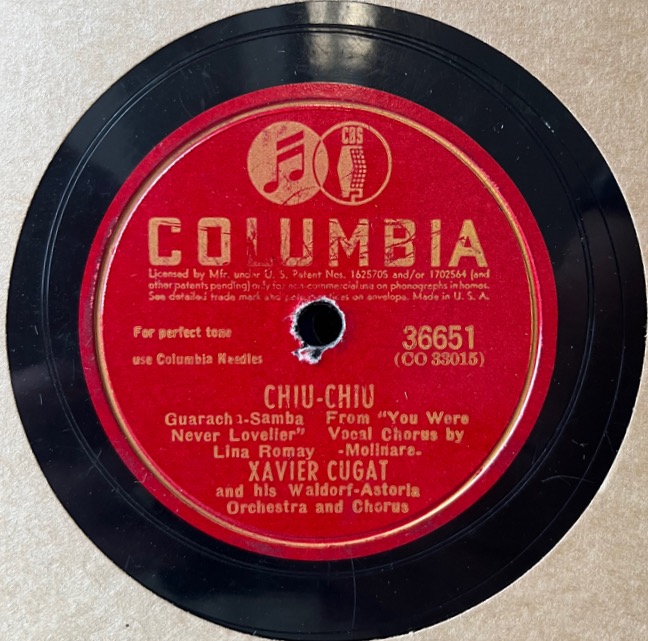 CBS
COLUMBIA
Licensed by Mfr. under U. S. Patent Nos. 1625705 and/or 1702564 (and
other patents pending) only for non-commercial use on phonographs in homes.
See detailed trade mark and patent notices on envelope. Made in U. S. A.
For perfect tone
use Columbia Needles
36651
(CO 33015)
CHIU-CHIU
Guaracha-Samba From "You Were
Never Lovelier" Vocal Chorus by
Lina Romay -Molinare-
XAVIER CUGAT
and his Waldorf-Astoria
Orchestra and Chorus